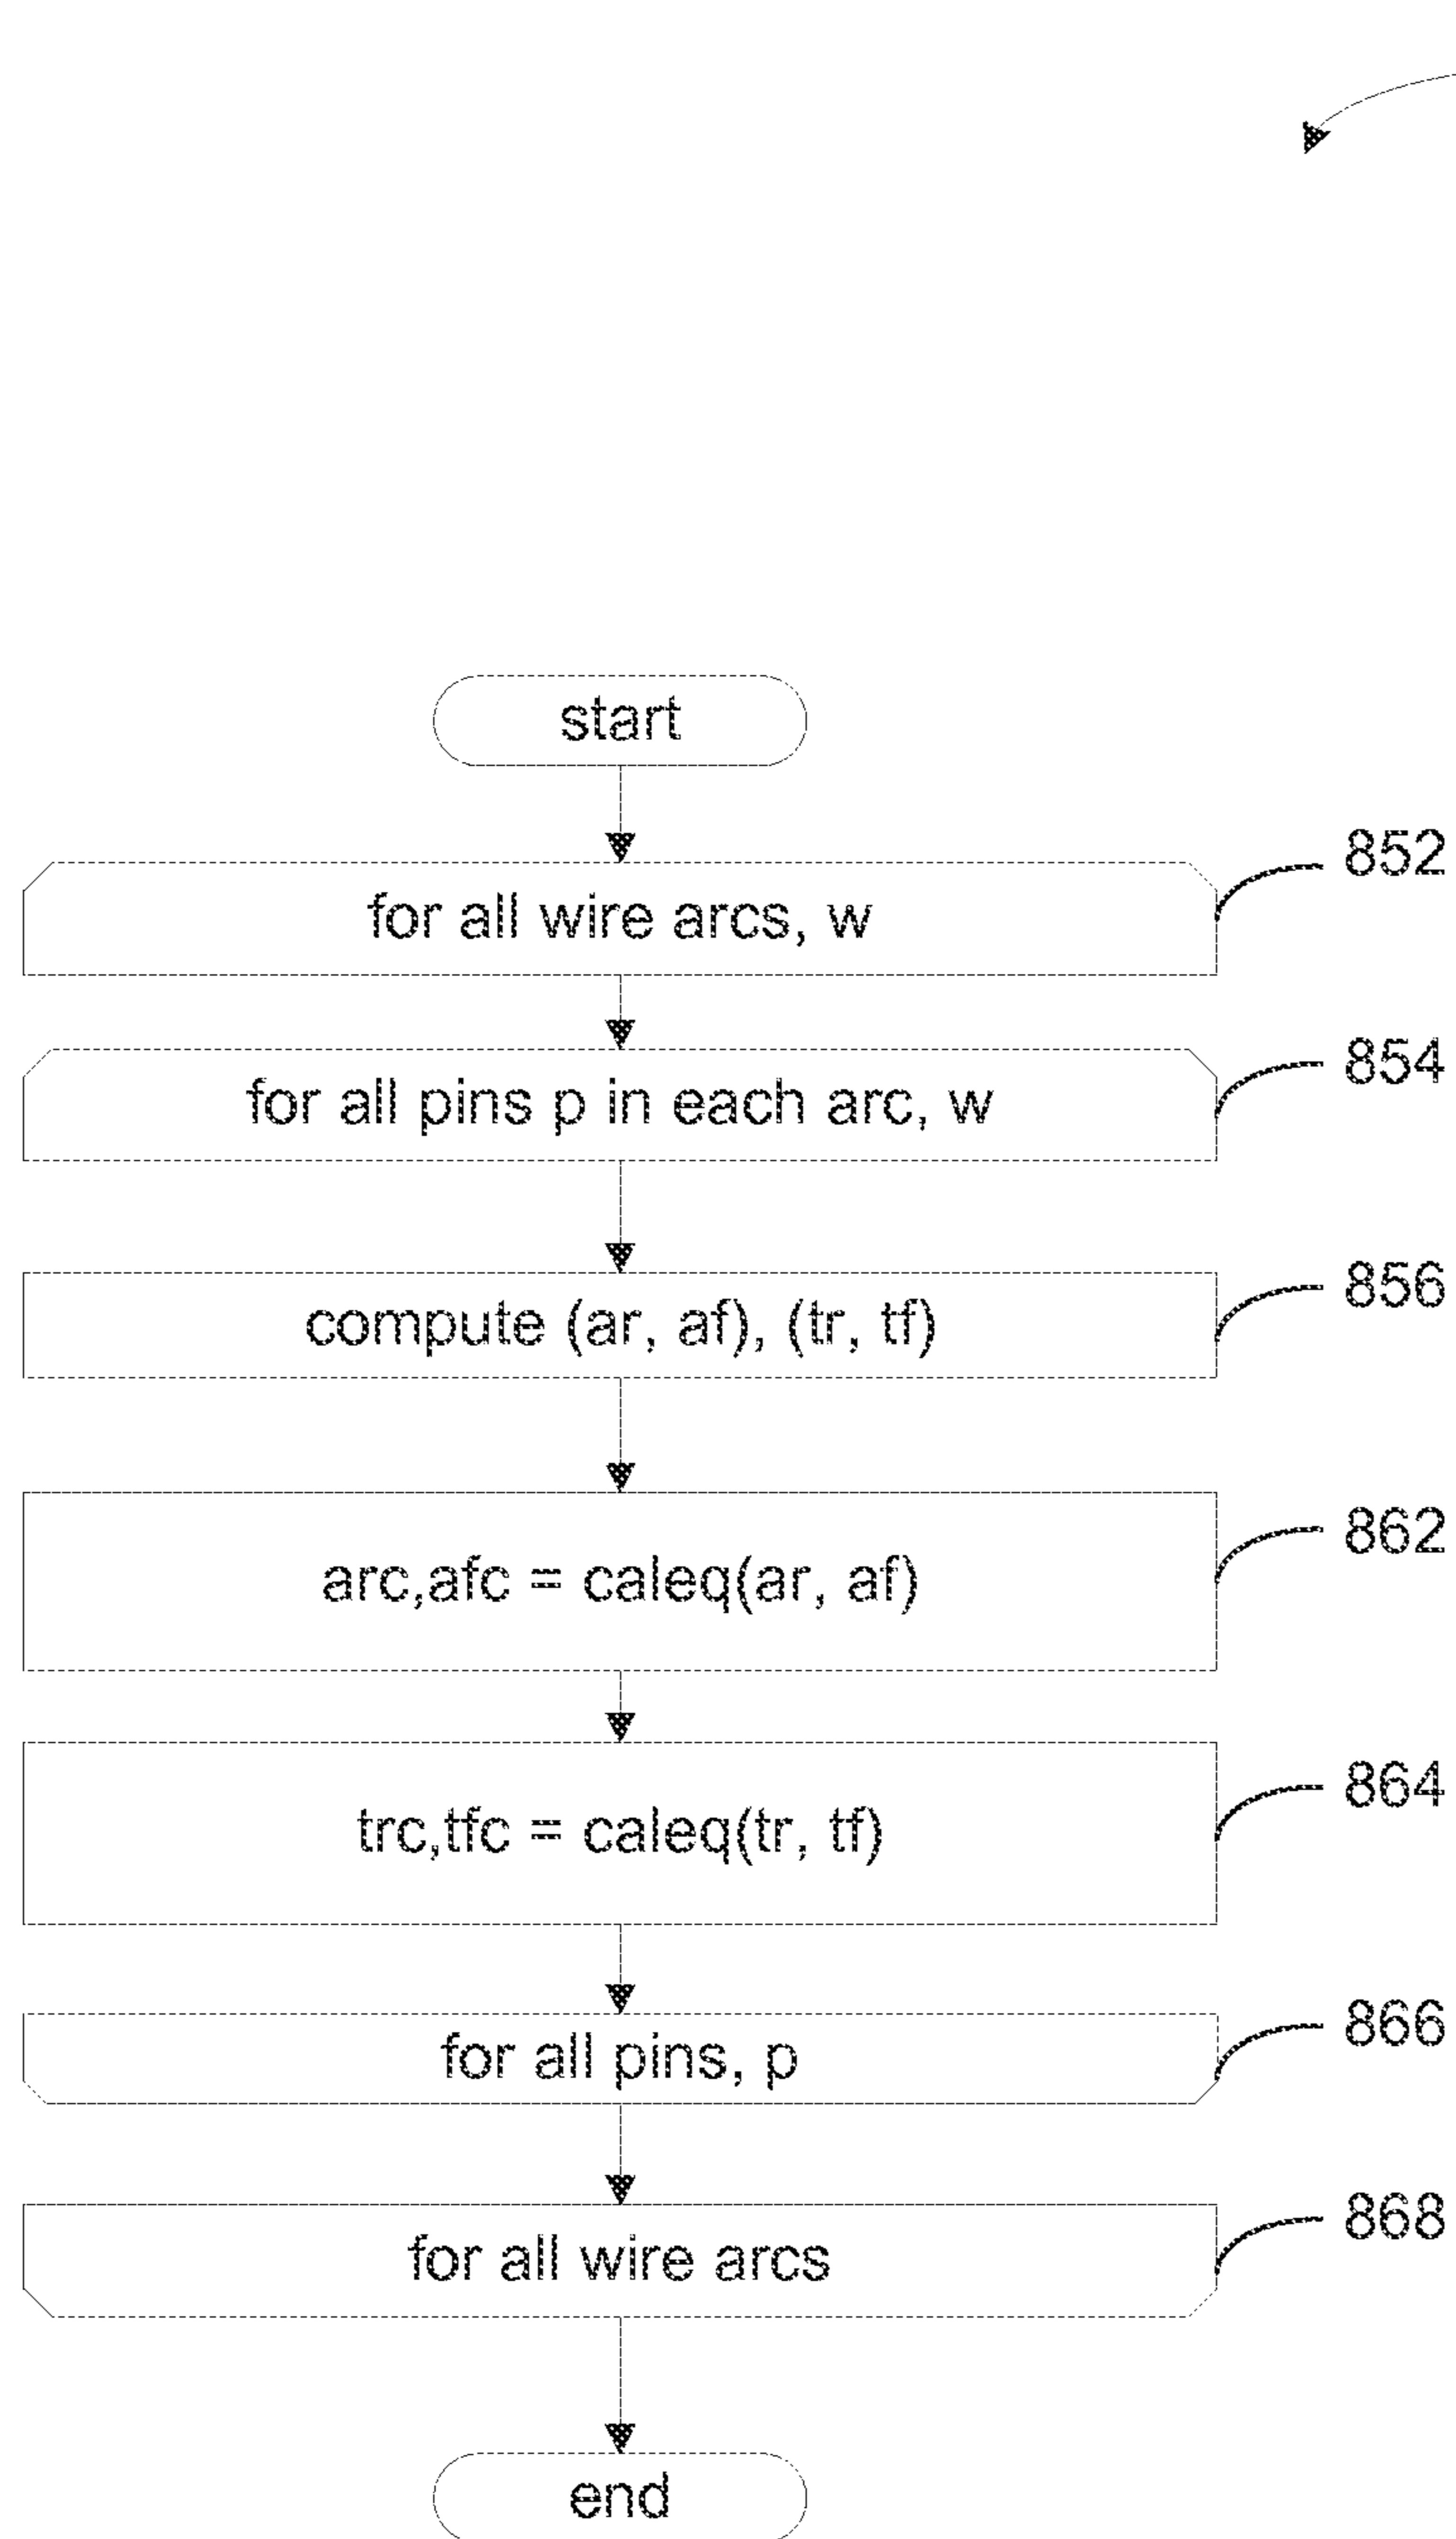 start
for all wire arcs, w
852
for all pins p in each arc, w
854
compute (ar, af), (tr, tf)
856
arc,afc = caleq(ar, af)
862
trc,tfc = caleq(tr, tf)
864
for all pins, p
866
for all wire arcs
868
end